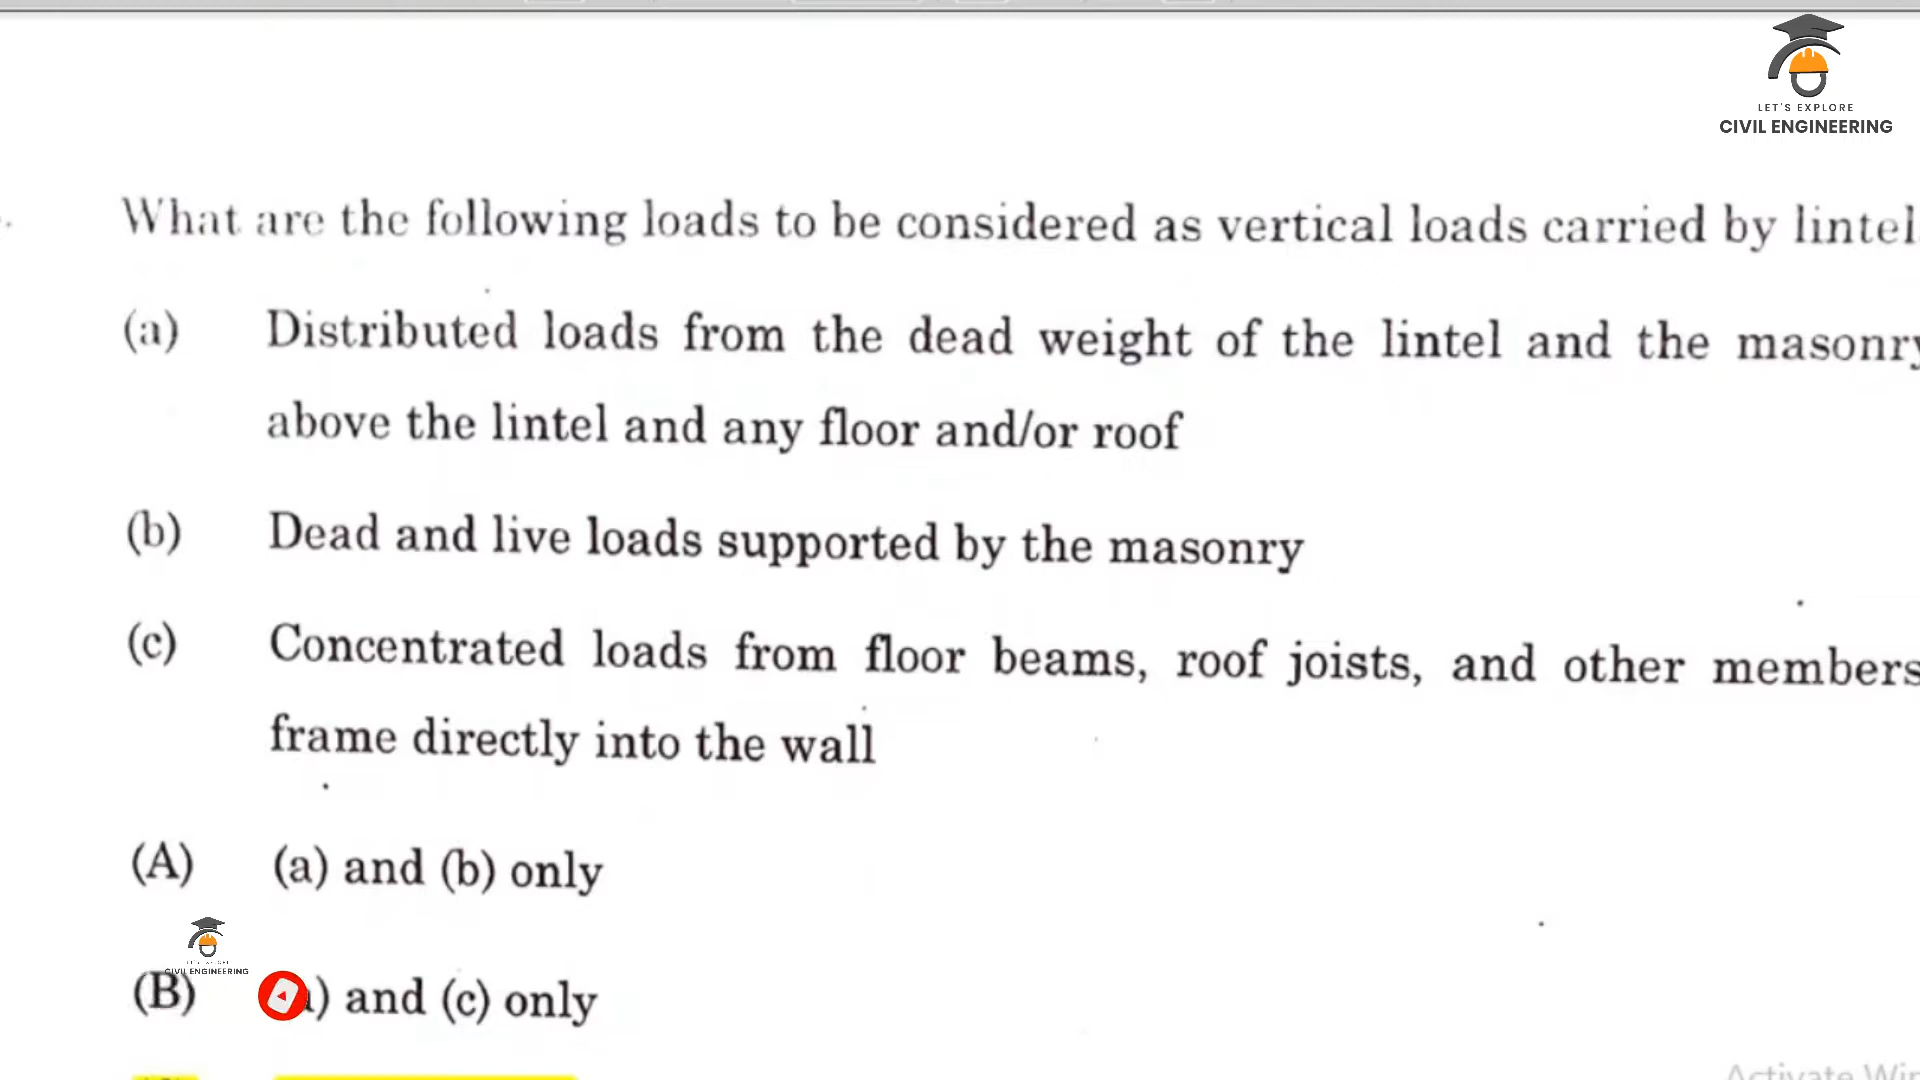 LET'S EXPLORE
CIVIL ENGINEERING
What are the following loads to be considered as vertical loads carried by lintel
(a) Distributed loads from the dead weight of the lintel and the masonry
above the lintel and any floor and/or roof
(b) Dead and live loads supported by the masonry
(c) Concentrated loads from floor beams, roof joists, and other members
frame directly into the wall
(A) (a) and (b) only
CIVIL ENGINEERING
(B) ) and (c) only
Activate Win